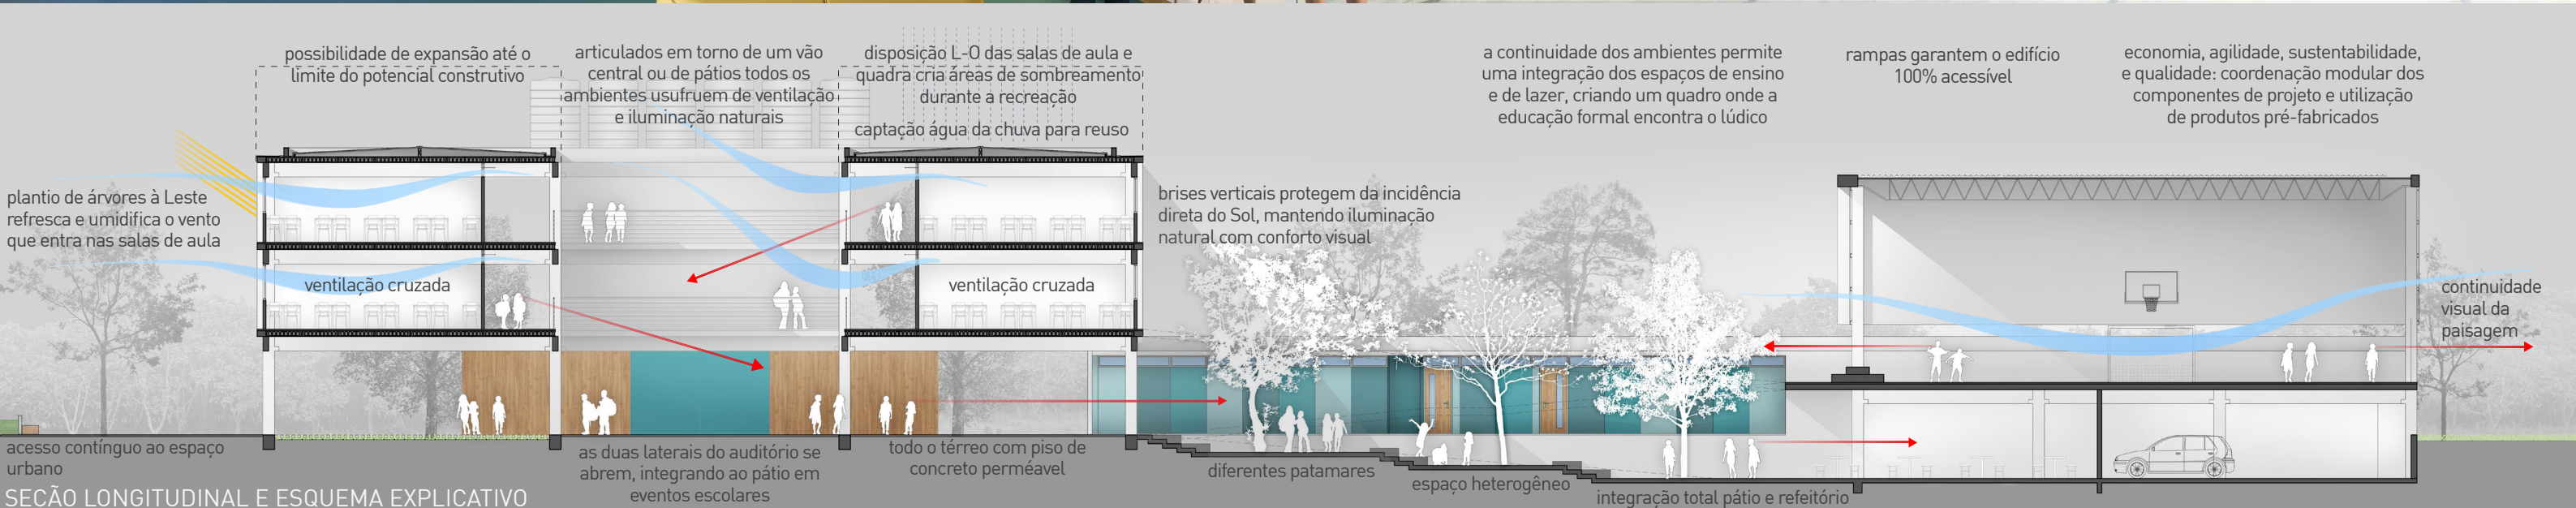 possibilidade de expansão até o
limite do potencial construtivo
articulados em torno de um vão
central ou de pátios todos os
ambientes usufruem de ventilação
e iluminação naturais
disposição L-O das salas de aula e
quadra cria áreas de sombreamento
durante a recreação
captação água da chuva para reuso
a continuidade dos ambientes permite
uma integração dos espaços de ensino
e de lazer, criando um quadro onde a
educação formal encontra o lúdico
rampas garantem o edifício
100% acessível
economia, agilidade, sustentabilidade,
e qualidade: coordenação modular dos
componentes de projeto e utilização
de produtos pré-fabricados
plantio de árvores à Leste
refresca e umidifica o vento
que entra nas salas de aula
brises verticais protegem da incidência
direta do Sol, mantendo iluminação
natural com conforto visual
ventilação cruzada
ventilação cruzada
continuidade
visual da
paisagem
acesso contínguo ao espaço
urbano
as duas laterais do auditório se
abrem, integrando ao pátio em
eventos escolares
todo o térreo com piso de
concreto perméavel
diferentes patamares
espaço heterogêneo
integração total pátio e refeitório
SECÃO LONGITUDINAL E ESQUEMA EXPLICATIVO